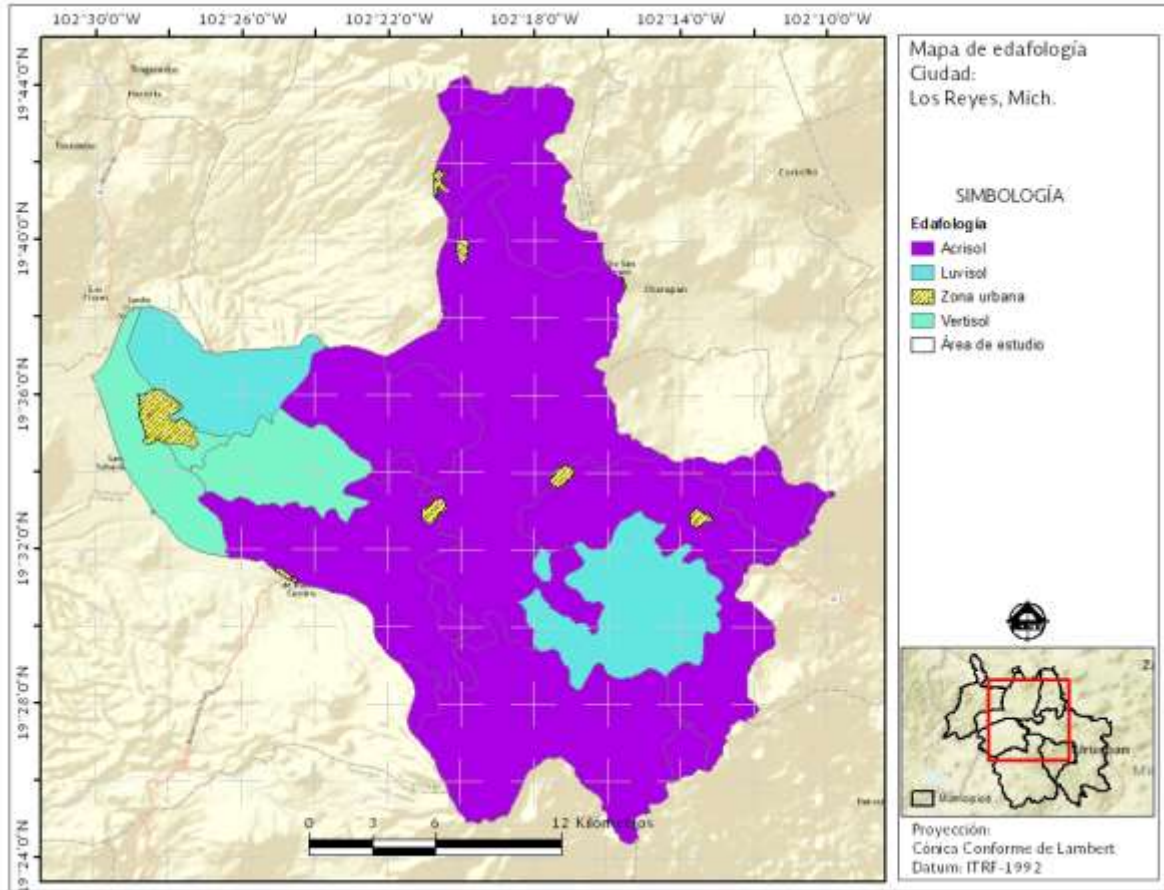 102°30'0"W
102°26'0"W
102°22'0"W
102°18'0"W
102°14'0"W
102°10'0"W
19°44'0"N
19°40'0"N
19°36'0"N
19°32'0"N
19°28'0"N
19°24'0"N
Charapan
0 3 6 12 Kilómetros
Mapa de edafología
Ciudad:
Los Reyes, Mich.
SIMBOLOGÍA
Edafología
Acrisol
Luvisol
Zona urbana
Vertisol
Área de estudio
Uruapan
Municipios
Proyección:
Cónica Conforme de Lambert
Datum: ITRF-1992